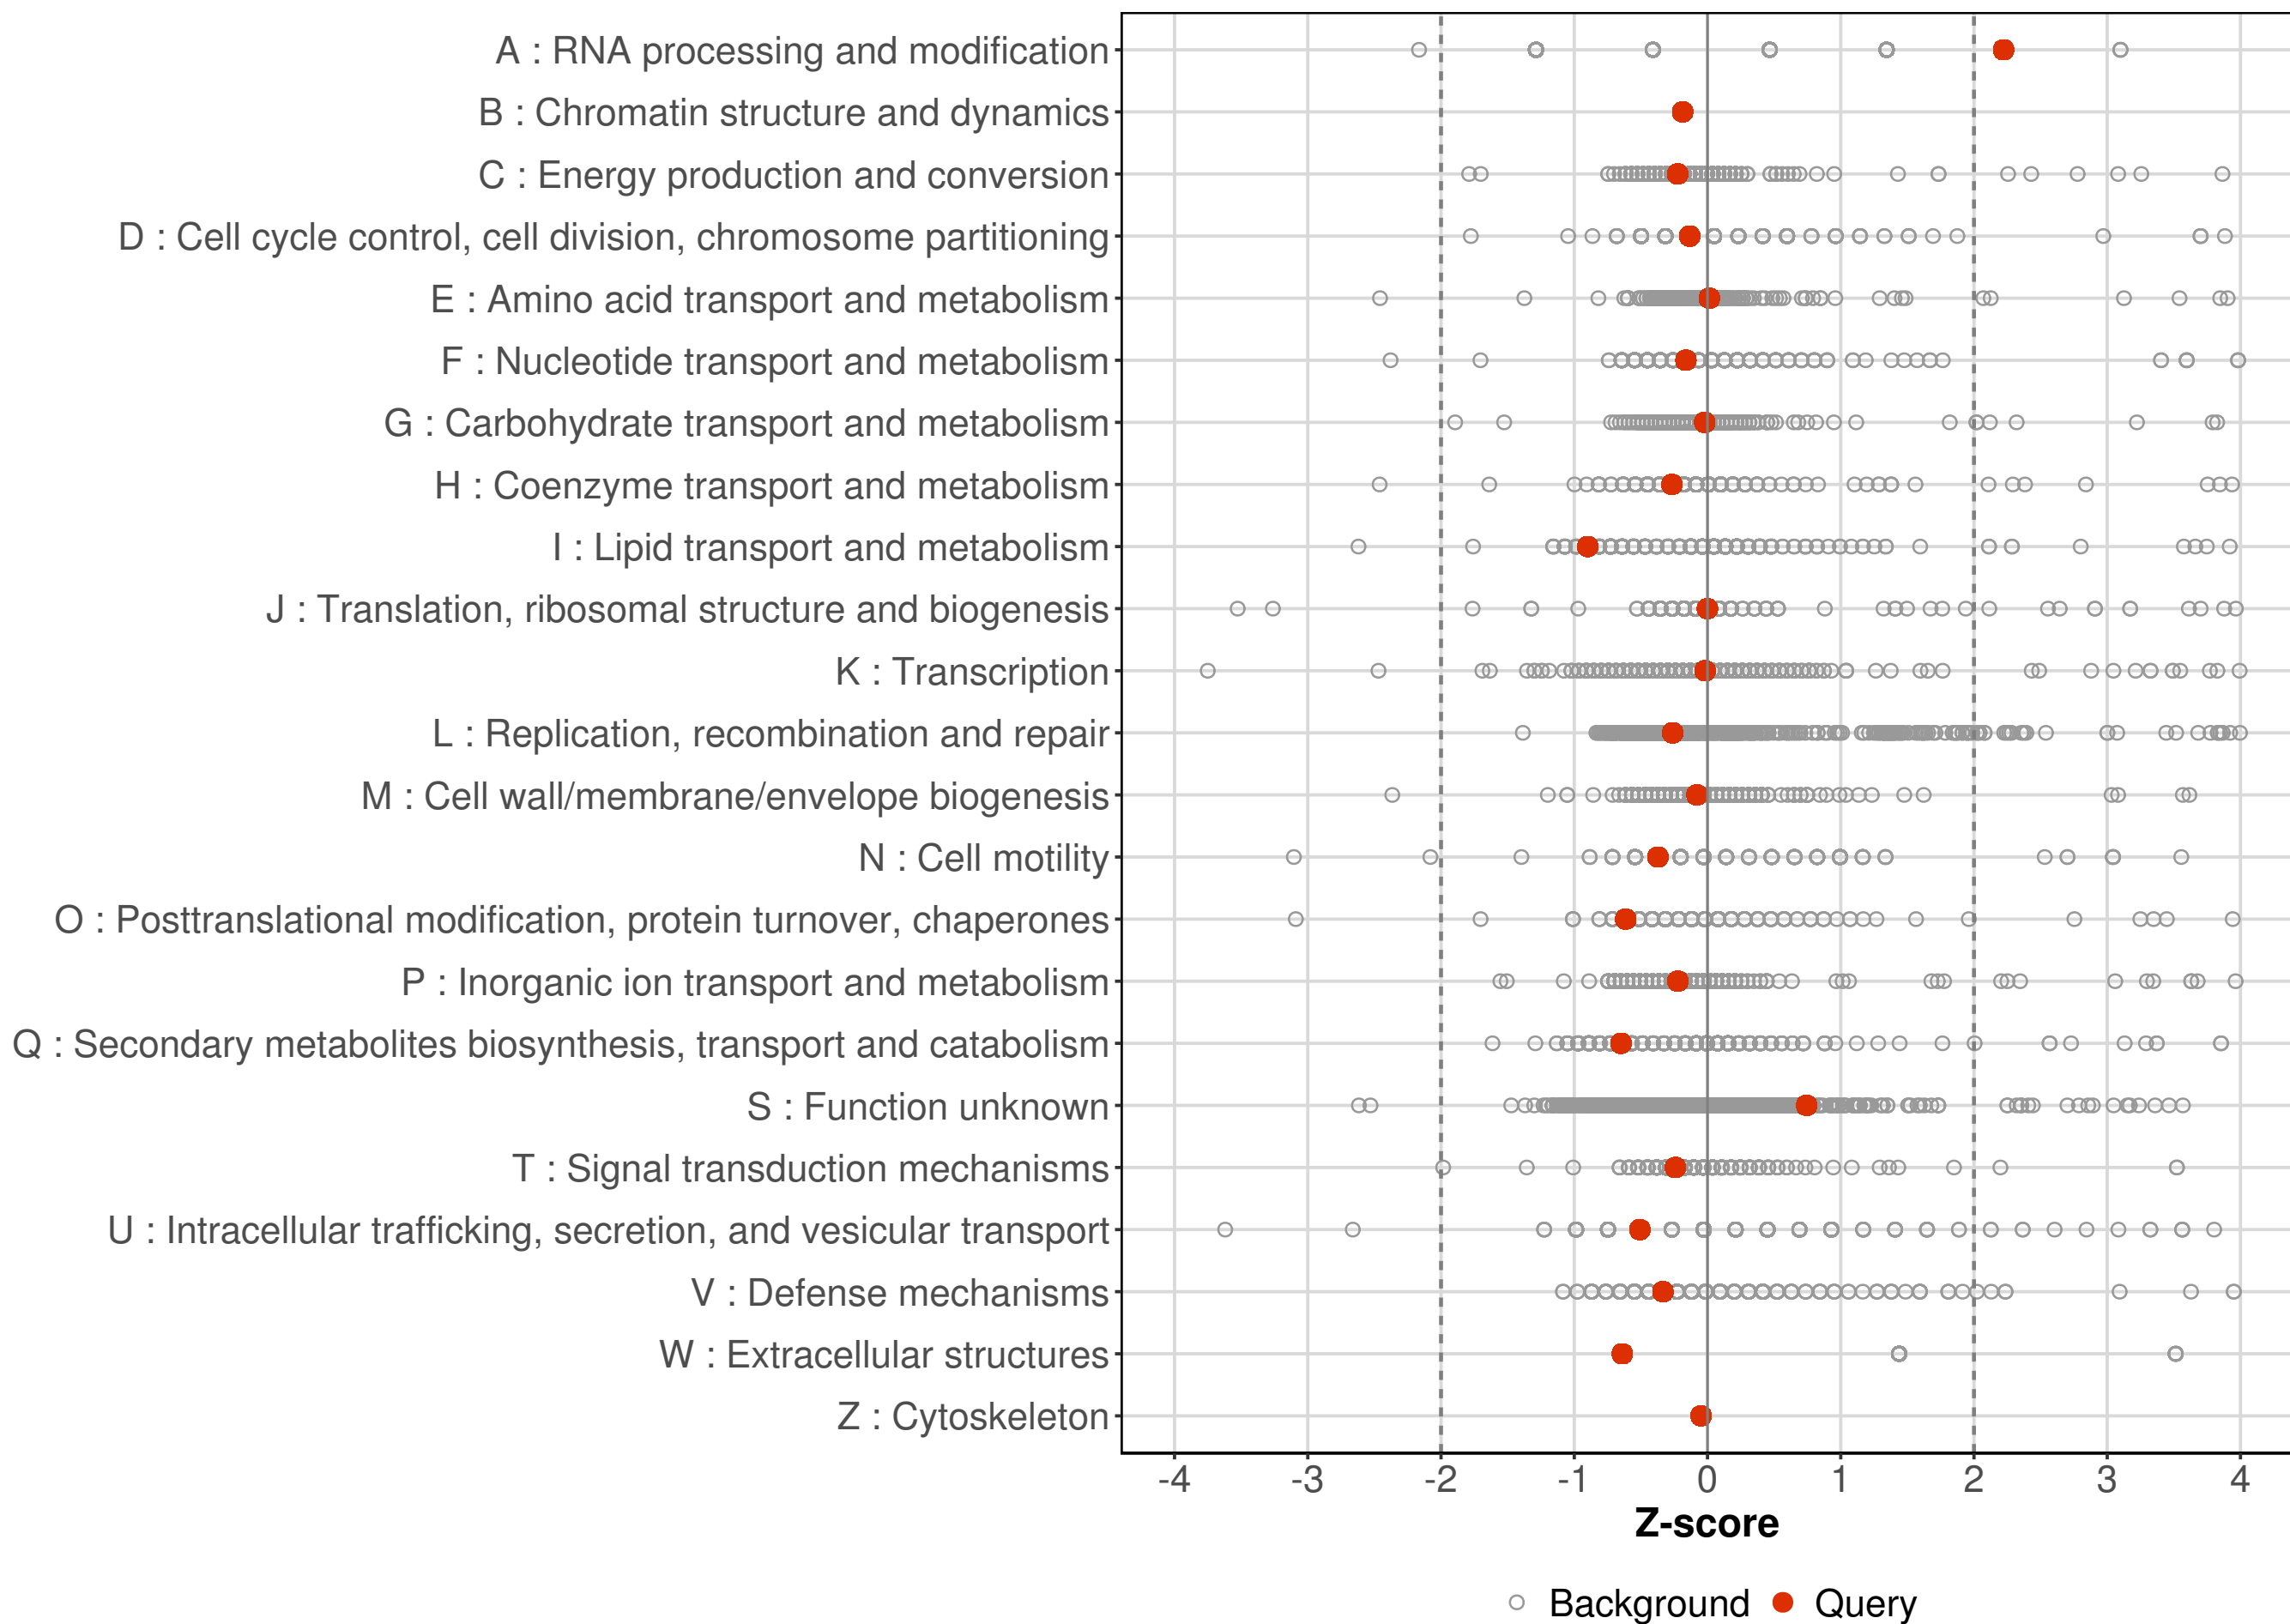 A : RNA processing and modification
B : Chromatin structure and dynamics
C : Energy production and conversion
D : Cell cycle control, cell division, chromosome partitioning
E : Amino acid transport and metabolism
F : Nucleotide transport and metabolism
G : Carbohydrate transport and metabolism
H : Coenzyme transport and metabolism
I : Lipid transport and metabolism
J : Translation, ribosomal structure and biogenesis
K : Transcription
L : Replication, recombination and repair
M : Cell wall/membrane/envelope biogenesis
N : Cell motility
O : Posttranslational modification, protein turnover, chaperones
P : Inorganic ion transport and metabolism
Q : Secondary metabolites biosynthesis, transport and catabolism
S : Function unknown
T : Signal transduction mechanisms
U : Intracellular trafficking, secretion, and vesicular transport
V : Defense mechanisms
W : Extracellular structures
Z : Cytoskeleton
-4 -3 -2 -1 0 1 2 3 4
Z-score
Background Query